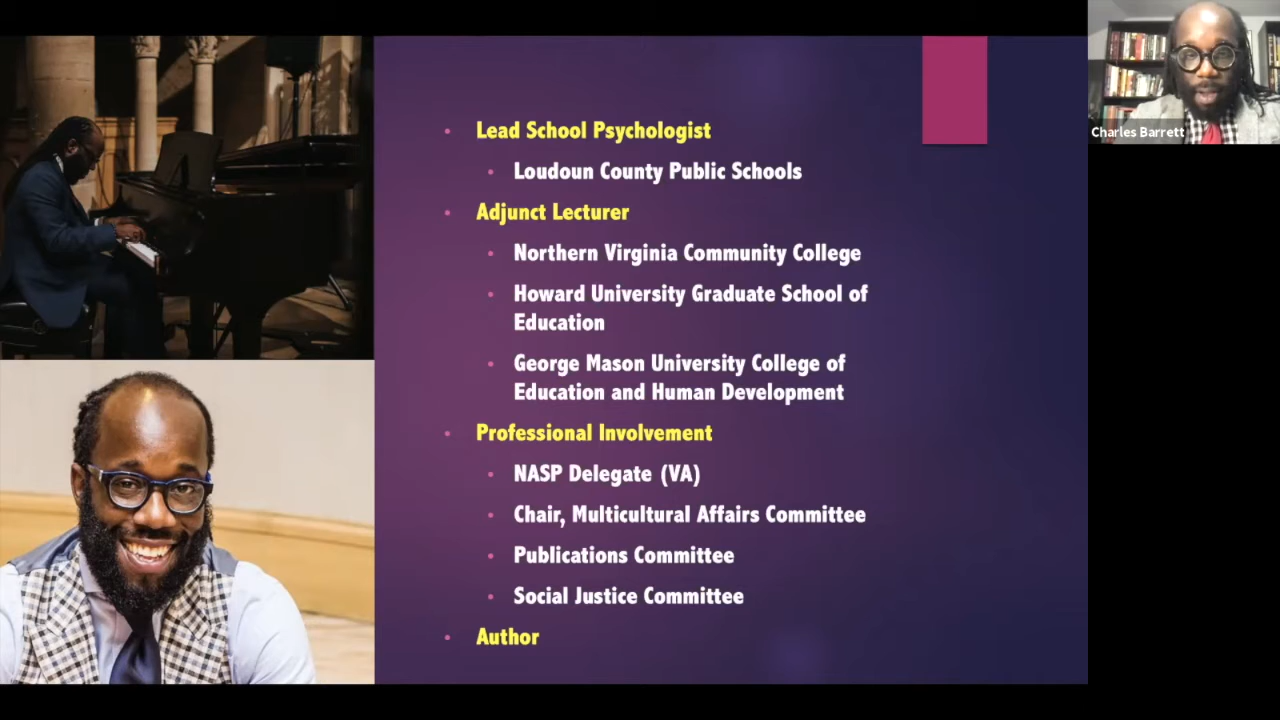 Lead School Psychologist
Loudoun County Public Schools
Adjunct Lecturer
Northern Virginia Community College
Howard University Graduate School of
Education
George Mason University College of
Education and Human Development
Professional Involvement
NASP Delegate (VA)
Chair, Multicultural Affairs Committee
Publications Committee
Social Justice Committee
Author
Charles Barrett